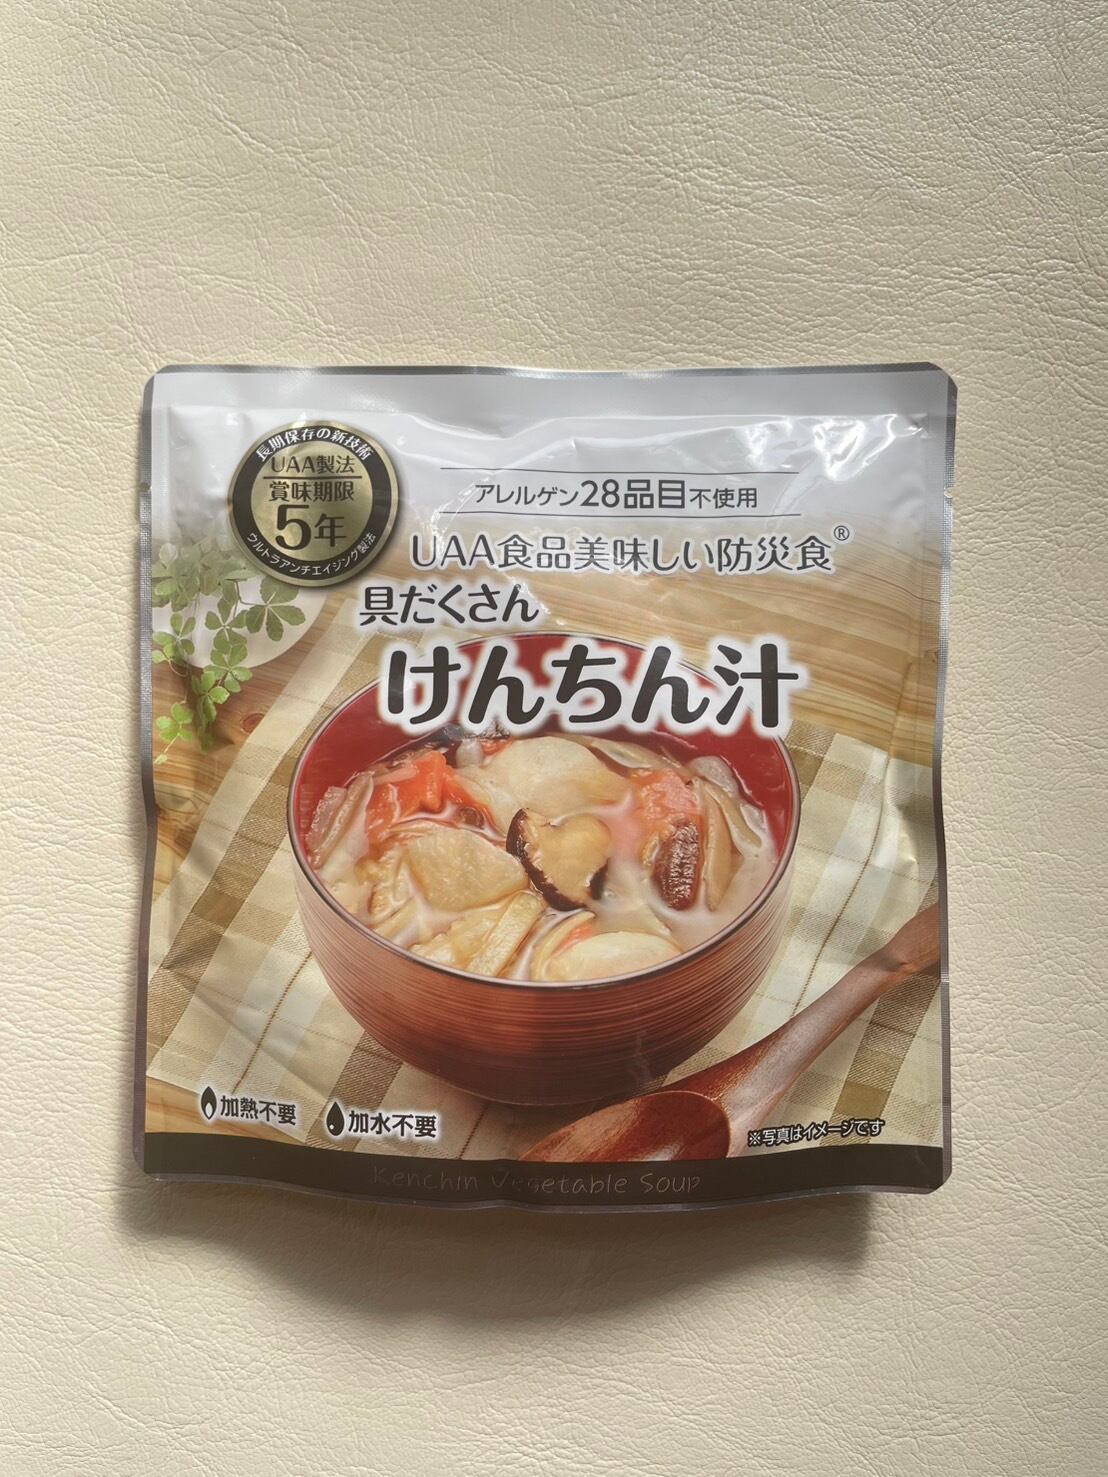 長期保存の新技術
UAA製法
賞味期限
5年
ウルトラアンチエイジング製法
アレルゲン28品目不使用
UAA食品美味しい防災食®
具だくさん
けんちん汁
加熱不要
加水不要
※写真はイメージです
Kenchin Vegetable Soup